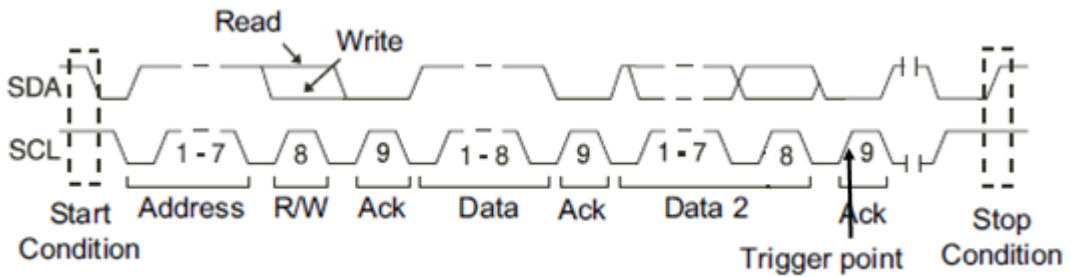 Read
Write
SDA
SCL
1 - 7
8
9
1 - 8
9
1 - 7
8
9
Address
R/W
Ack
Data
Ack
Data 2
Ack
Start
Condition
Trigger point
Stop
Condition